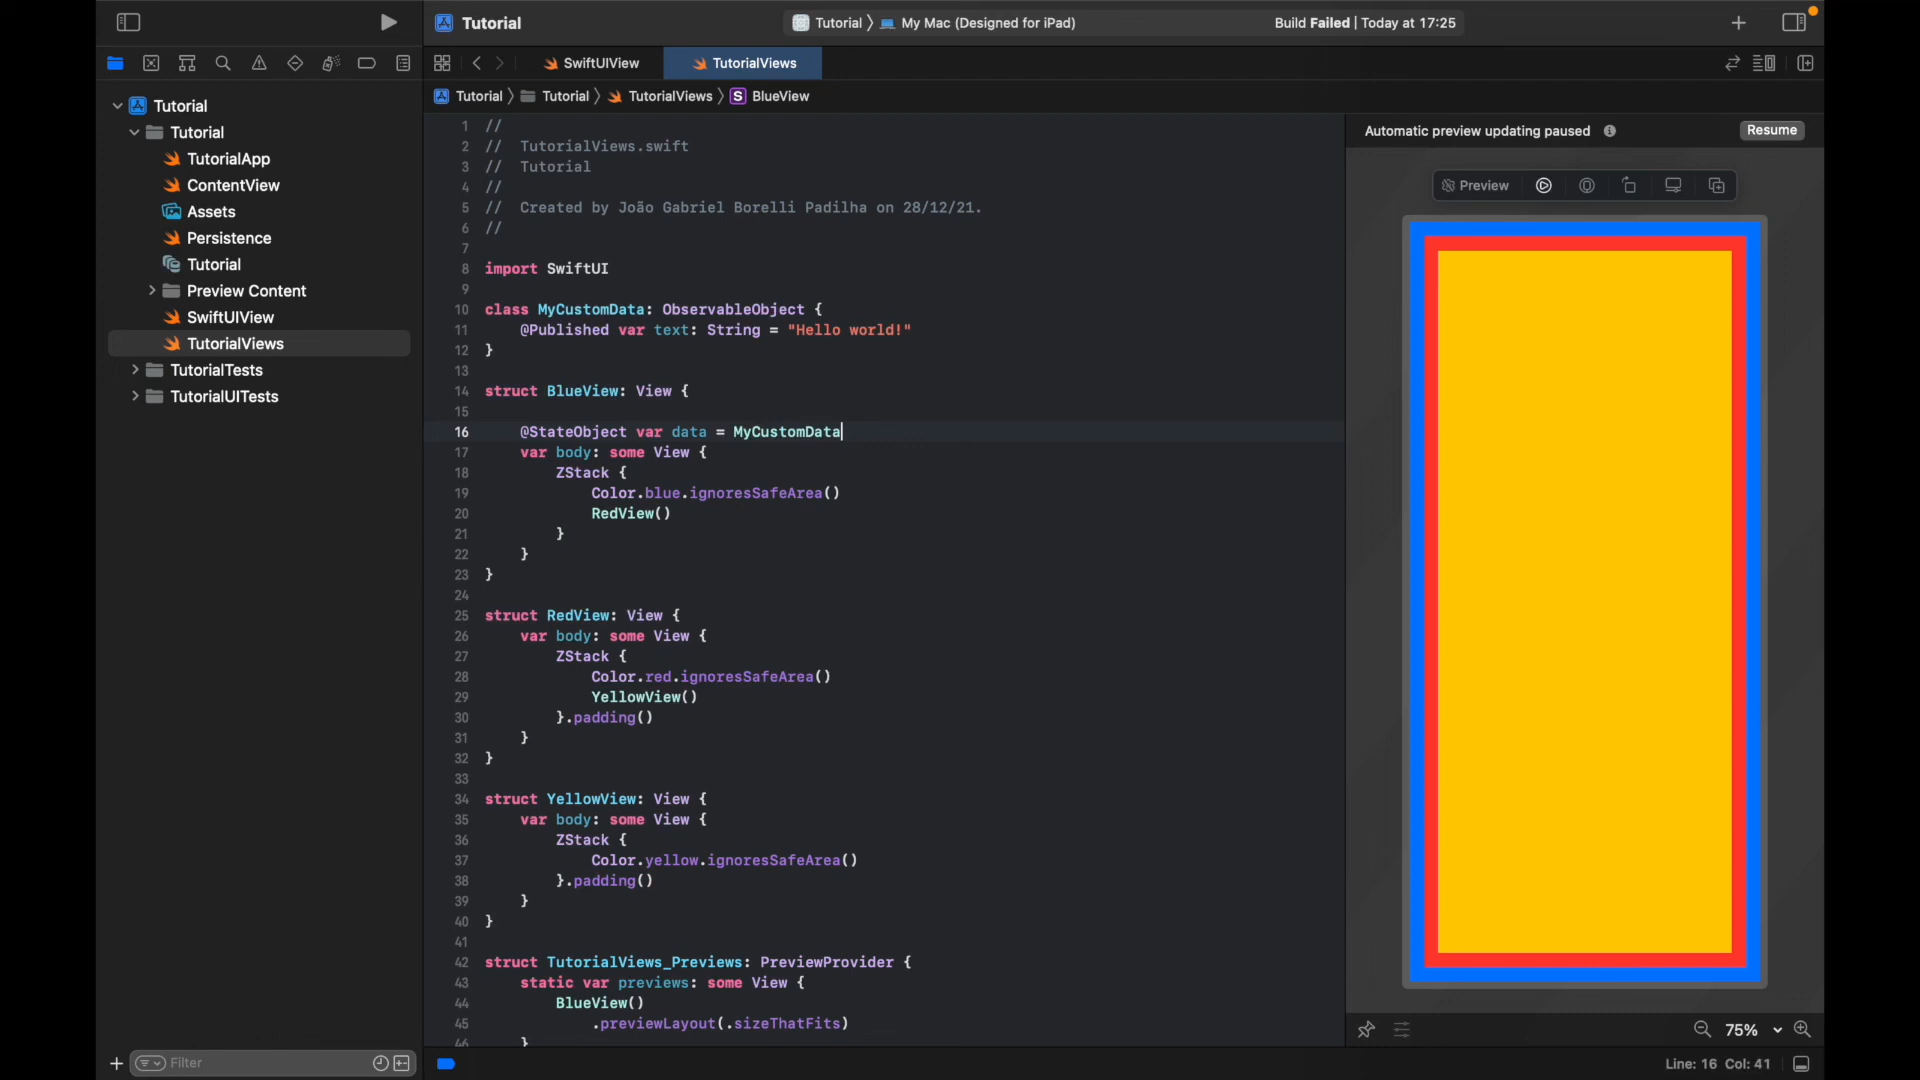 Tutorial
Tutorial 〉 My Mac (Designed for iPad)
Build Failed | Today at 17:25
SwiftUIView
TutorialViews
Tutorial 〉 Tutorial 〉 TutorialViews 〉 S BlueView
Tutorial
Tutorial
TutorialApp
ContentView
Assets
Persistence
Tutorial
Preview Content
SwiftUIView
TutorialViews
TutorialTests
TutorialUITests
Filter
1 //
2 //  TutorialViews.swift
3 //  Tutorial
4 //
5 //  Created by João Gabriel Borelli Padilha on 28/12/21.
6 //
7
8 import SwiftUI
9
10 class MyCustomData: ObservableObject {
11     @Published var text: String = "Hello world!"
12 }
13
14 struct BlueView: View {
15
16     @StateObject var data = MyCustomData
17     var body: some View {
18         ZStack {
19             Color.blue.ignoresSafeArea()
20             RedView()
21         }
22     }
23 }
24
25 struct RedView: View {
26     var body: some View {
27         ZStack {
28             Color.red.ignoresSafeArea()
29             YellowView()
30         }.padding()
31     }
32 }
33
34 struct YellowView: View {
35     var body: some View {
36         ZStack {
37             Color.yellow.ignoresSafeArea()
38         }.padding()
39     }
40 }
41
42 struct TutorialViews_Previews: PreviewProvider {
43     static var previews: some View {
44         BlueView()
45             .previewLayout(.sizeThatFits)
46     }
Automatic preview updating paused
Resume
Preview
75%
Line: 16 Col: 41